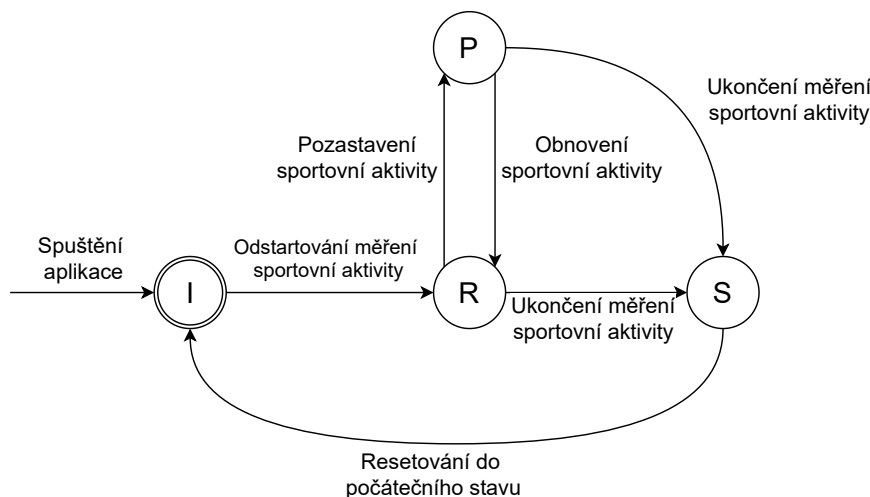 P
Ukončení měření
sportovní aktivity
Pozastavení
sportovní aktivity
Obnovení
sportovní aktivity
Spuštění
aplikace
Odstartování měření
sportovní aktivity
I
R
S
Ukončení měření
sportovní aktivity
Resetování do
počátečního stavu